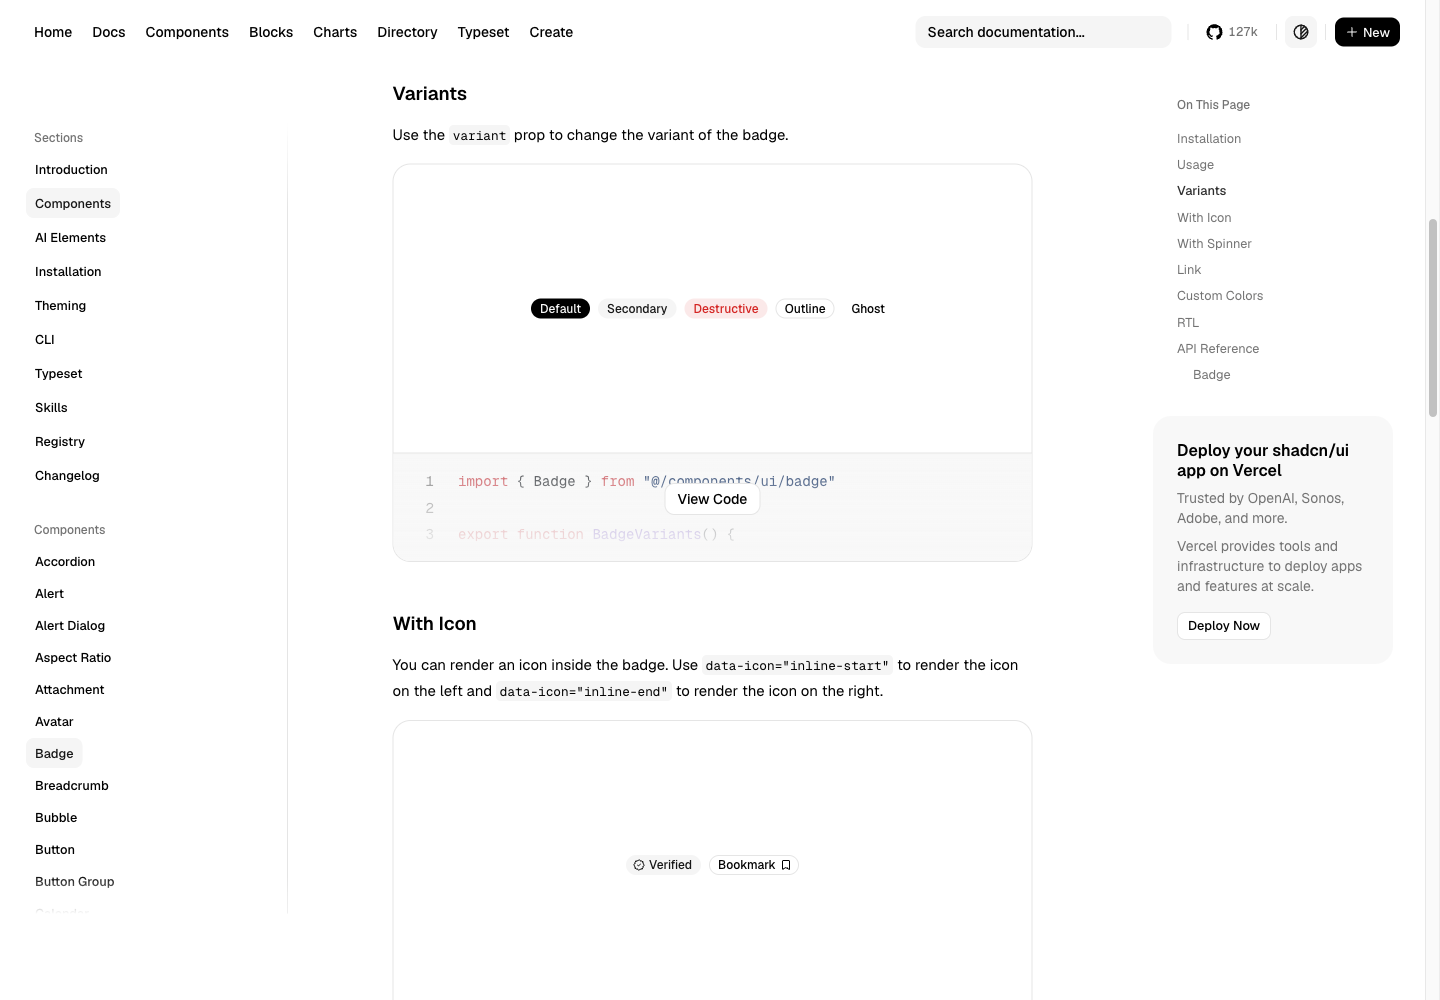 Home Docs Components Blocks Charts Directory Typeset Create
Search documentation...
127k
New
Sections
Introduction
Components
AI Elements
Installation
Theming
CLI
Typeset
Skills
Registry
Changelog
Components
Accordion
Alert
Alert Dialog
Aspect Ratio
Attachment
Avatar
Badge
Breadcrumb
Bubble
Button
Button Group
Calendar
Variants
Use the variant prop to change the variant of the badge.
Default Secondary Destructive Outline Ghost
1 import { Badge } from "@/components/ui/badge"
View Code
2
3 export function BadgeVariants() {
With Icon
You can render an icon inside the badge. Use data-icon="inline-start" to render the icon
on the left and data-icon="inline-end" to render the icon on the right.
Verified Bookmark
On This Page
Installation
Usage
Variants
With Icon
With Spinner
Link
Custom Colors
RTL
API Reference
Badge
Deploy your shadcn/ui
app on Vercel
Trusted by OpenAI, Sonos,
Adobe, and more.
Vercel provides tools and
infrastructure to deploy apps
and features at scale.
Deploy Now